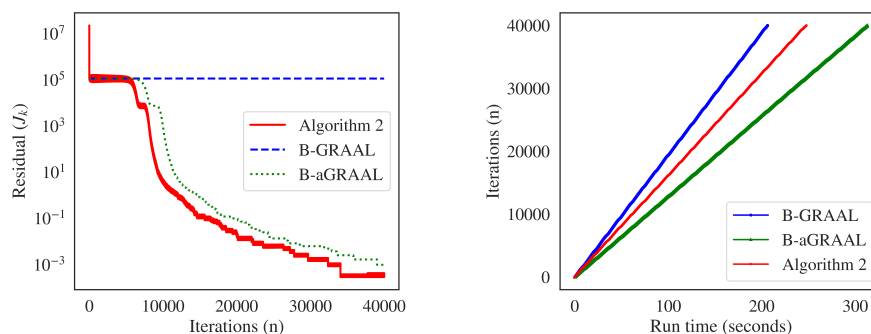 10^7
10^5
10^3
10^1
10^−1
10^−3
Residual (J_k)
0 10000 20000 30000 40000
Iterations (n)
Algorithm 2
B-GRAAL
B-aGRAAL
40000
30000
20000
10000
0
Iterations (n)
0 100 200 300
Run time (seconds)
B-GRAAL
B-aGRAAL
Algorithm 2